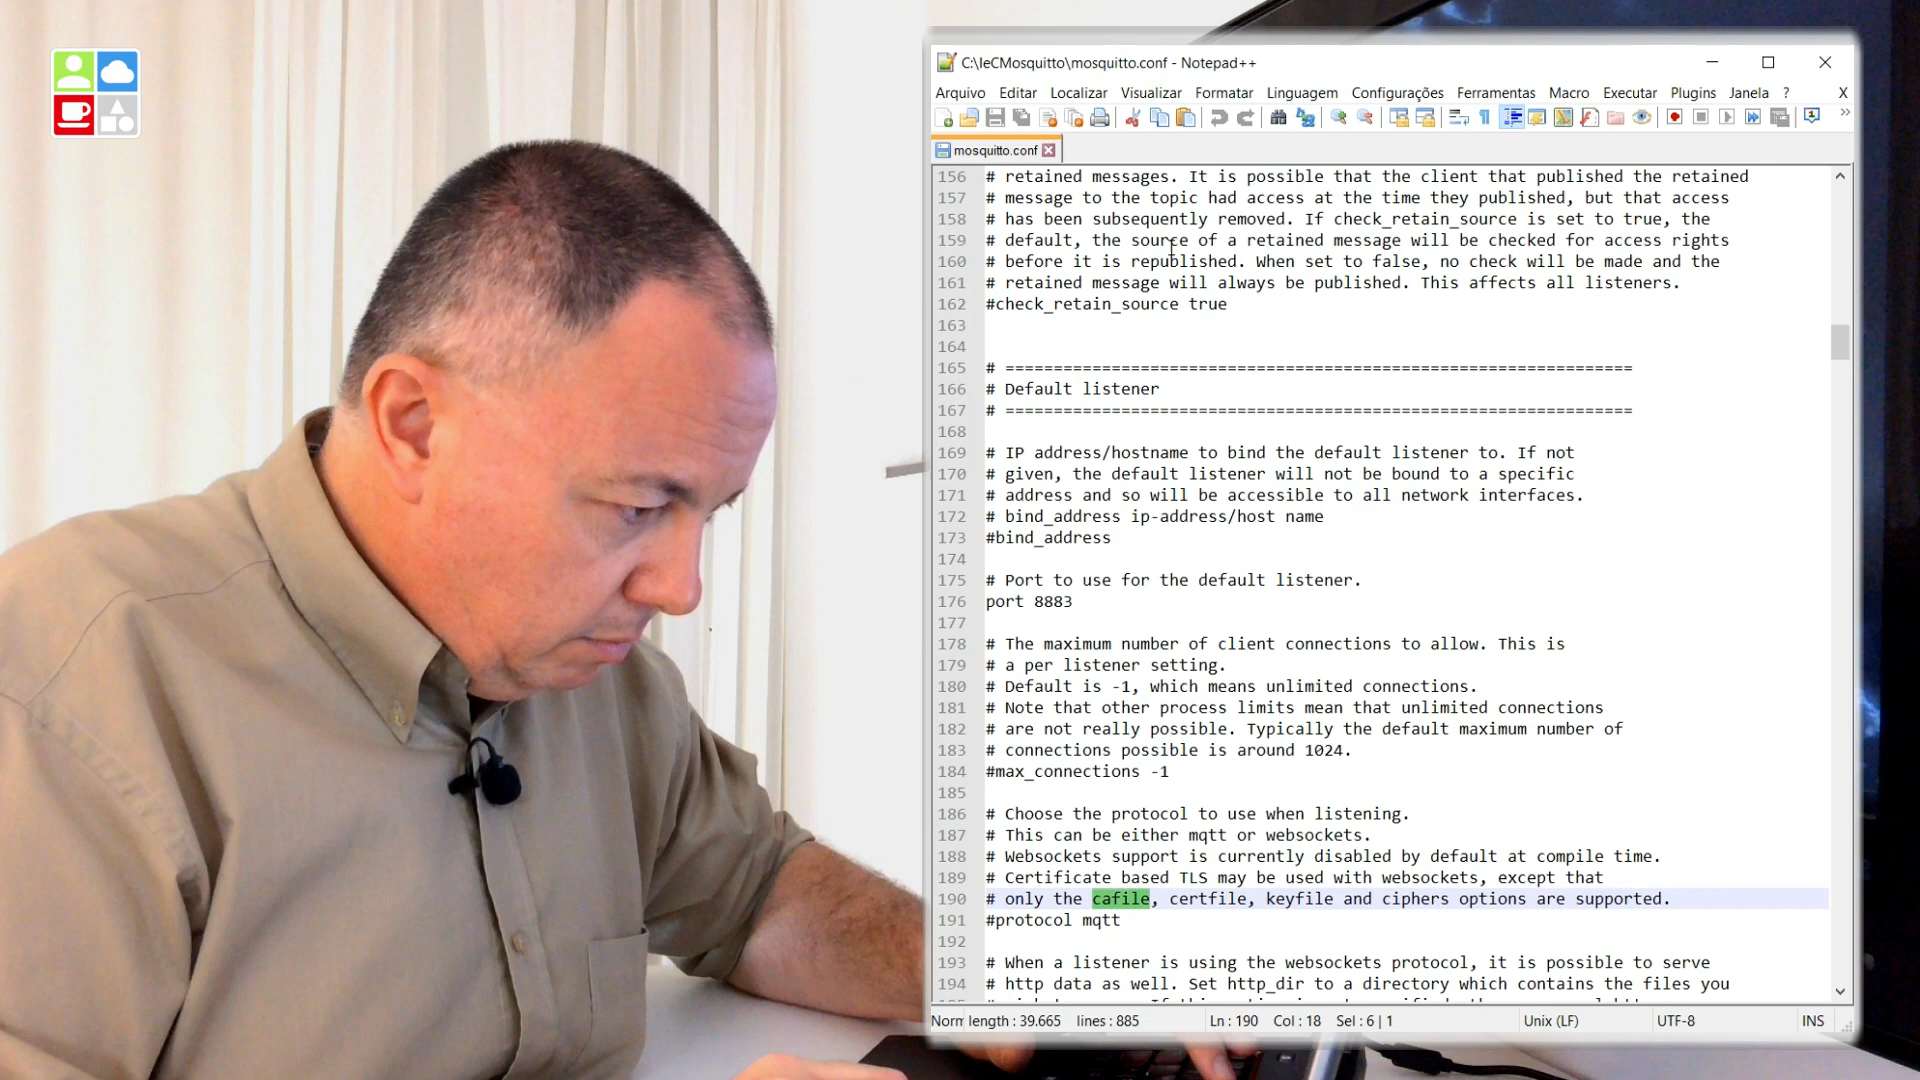 C:\IeCMosquitto\mosquitto.conf - Notepad++
Arquivo Editar Localizar Visualizar Formatar Linguagem Configurações Ferramentas Macro Executar Plugins Janela ? X
mosquitto.conf
156 # retained messages. It is possible that the client that published the retained
157 # message to the topic had access at the time they published, but that access
158 # has been subsequently removed. If check_retain_source is set to true, the
159 # default, the source of a retained message will be checked for access rights
160 # before it is republished. When set to false, no check will be made and the
161 # retained message will always be published. This affects all listeners.
162 #check_retain_source true
163
164
165 # =================================================================
166 # Default listener
167 # =================================================================
168
169 # IP address/hostname to bind the default listener to. If not
170 # given, the default listener will not be bound to a specific
171 # address and so will be accessible to all network interfaces.
172 # bind_address ip-address/host name
173 #bind_address
174
175 # Port to use for the default listener.
176 port 8883
177
178 # The maximum number of client connections to allow. This is
179 # a per listener setting.
180 # Default is -1, which means unlimited connections.
181 # Note that other process limits mean that unlimited connections
182 # are not really possible. Typically the default maximum number of
183 # connections possible is around 1024.
184 #max_connections -1
185
186 # Choose the protocol to use when listening.
187 # This can be either mqtt or websockets.
188 # Websockets support is currently disabled by default at compile time.
189 # Certificate based TLS may be used with websockets, except that
190 # only the cafile, certfile, keyfile and ciphers options are supported.
191 #protocol mqtt
192
193 # When a listener is using the websockets protocol, it is possible to serve
194 # http data as well. Set http_dir to a directory which contains the files you
Norm length : 39.665 lines : 885 Ln : 190 Col : 18 Sel : 6 | 1 Unix (LF) UTF-8 INS